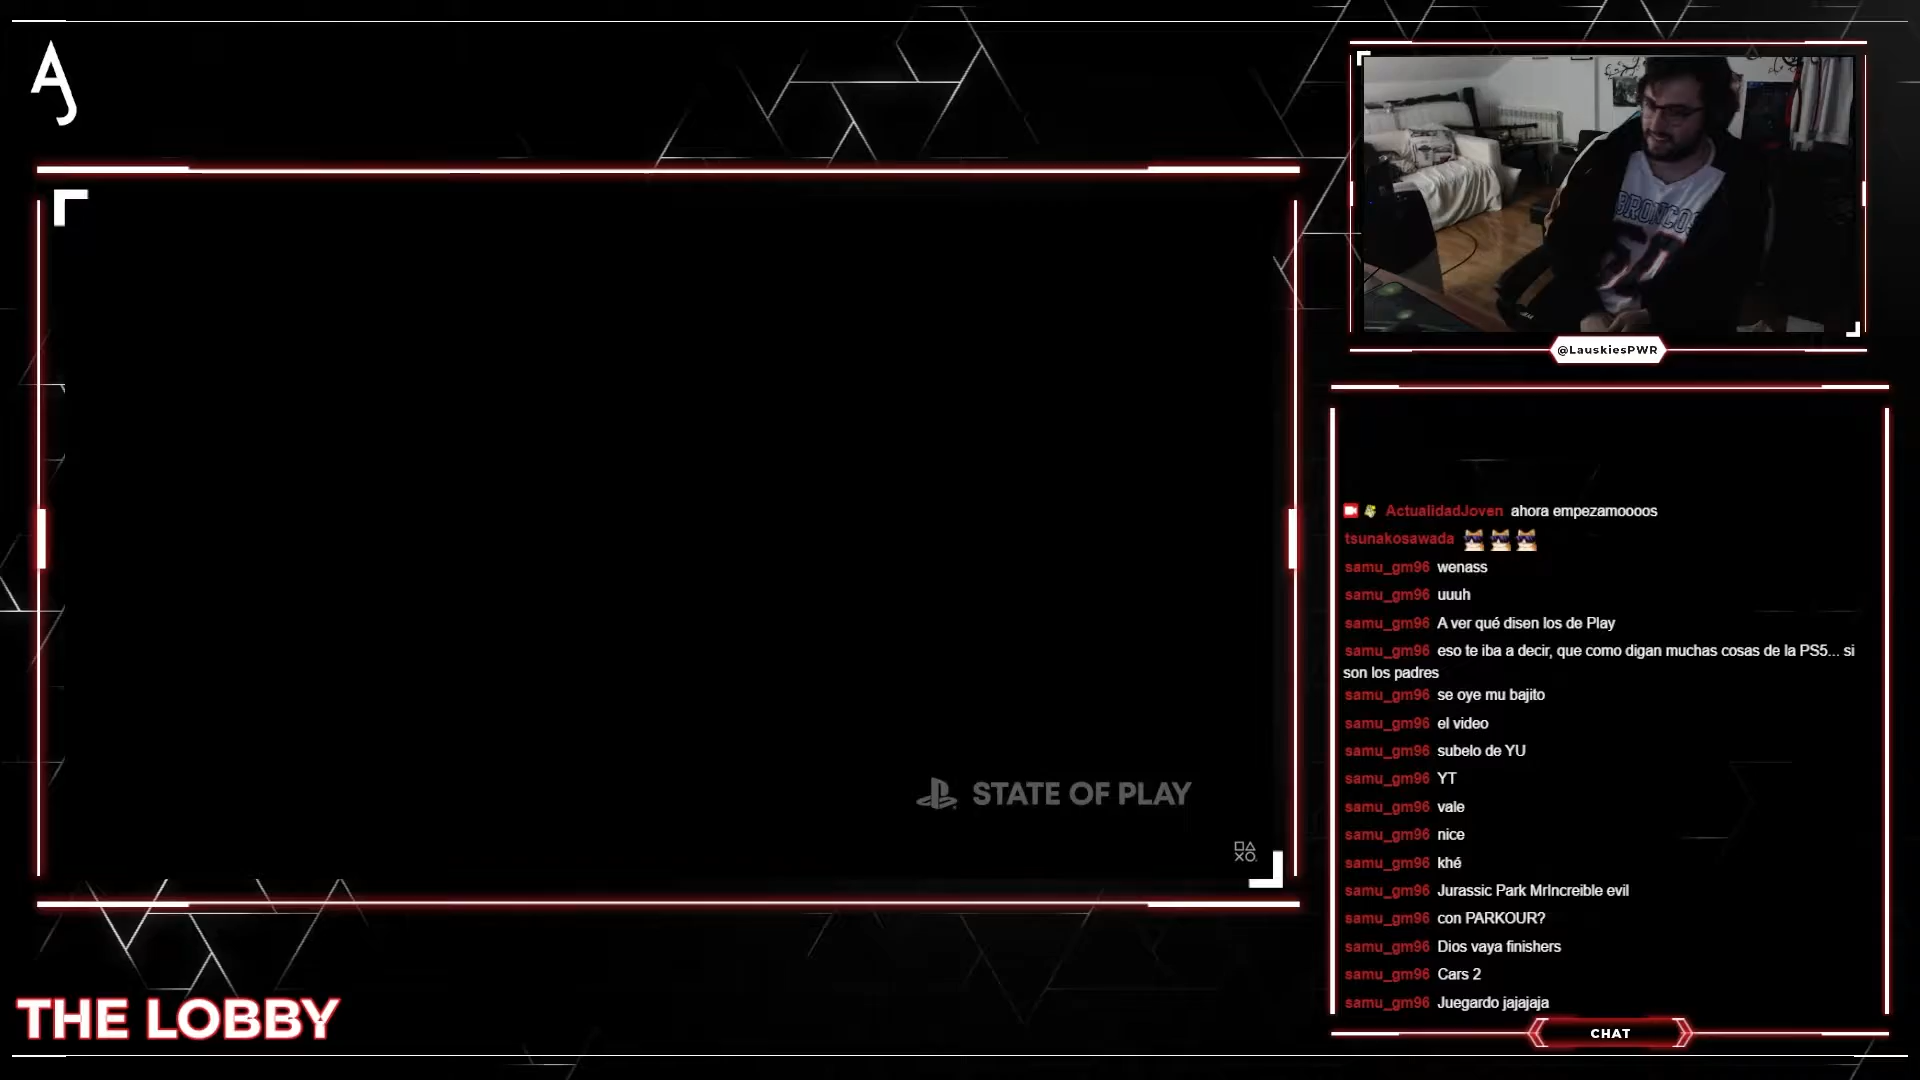 AJ
BRONCOS
@LauskiesPWR
ActualidadJoven ahora empezamoooos
tsunakosawada
samu_gm96 wenass
samu_gm96 uuuh
samu_gm96 A ver qué disen los de Play
samu_gm96 eso te iba a decir, que como digan muchas cosas de la PS5... si
son los padres
samu_gm96 se oye mu bajito
samu_gm96 el video
samu_gm96 subelo de YU
samu_gm96 YT
samu_gm96 vale
samu_gm96 nice
samu_gm96 khé
samu_gm96 Jurassic Park MrIncreible evil
samu_gm96 con PARKOUR?
samu_gm96 Dios vaya finishers
samu_gm96 Cars 2
samu_gm96 Juegardo jajajaja
CHAT
STATE OF PLAY
THE LOBBY